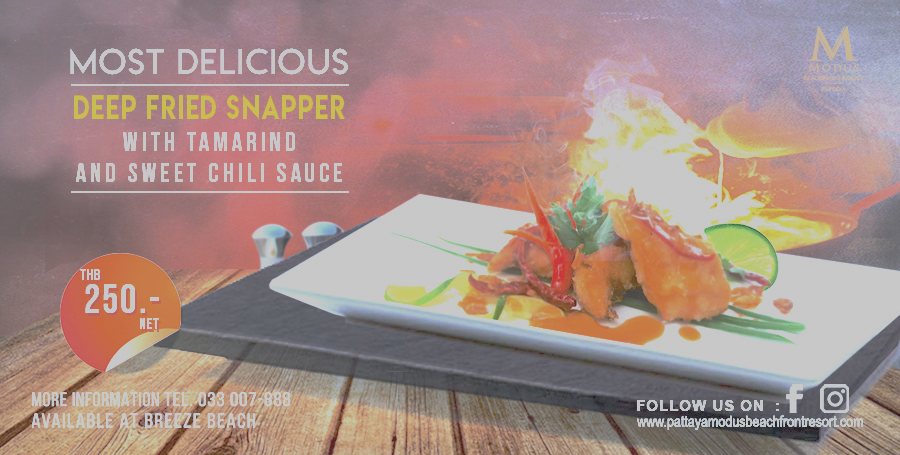 MOST DELICIOUS
DEEP FRIED SNAPPER
WITH TAMARIND
AND SWEET CHILI SAUCE
M
MODUS
THB
250.-
NET
MORE INFORMATION TEL. 033 007-888
AVAILABLE AT BREEZE BEACH
FOLLOW US ON :
www.pattayamodusbeachfrontresort.com